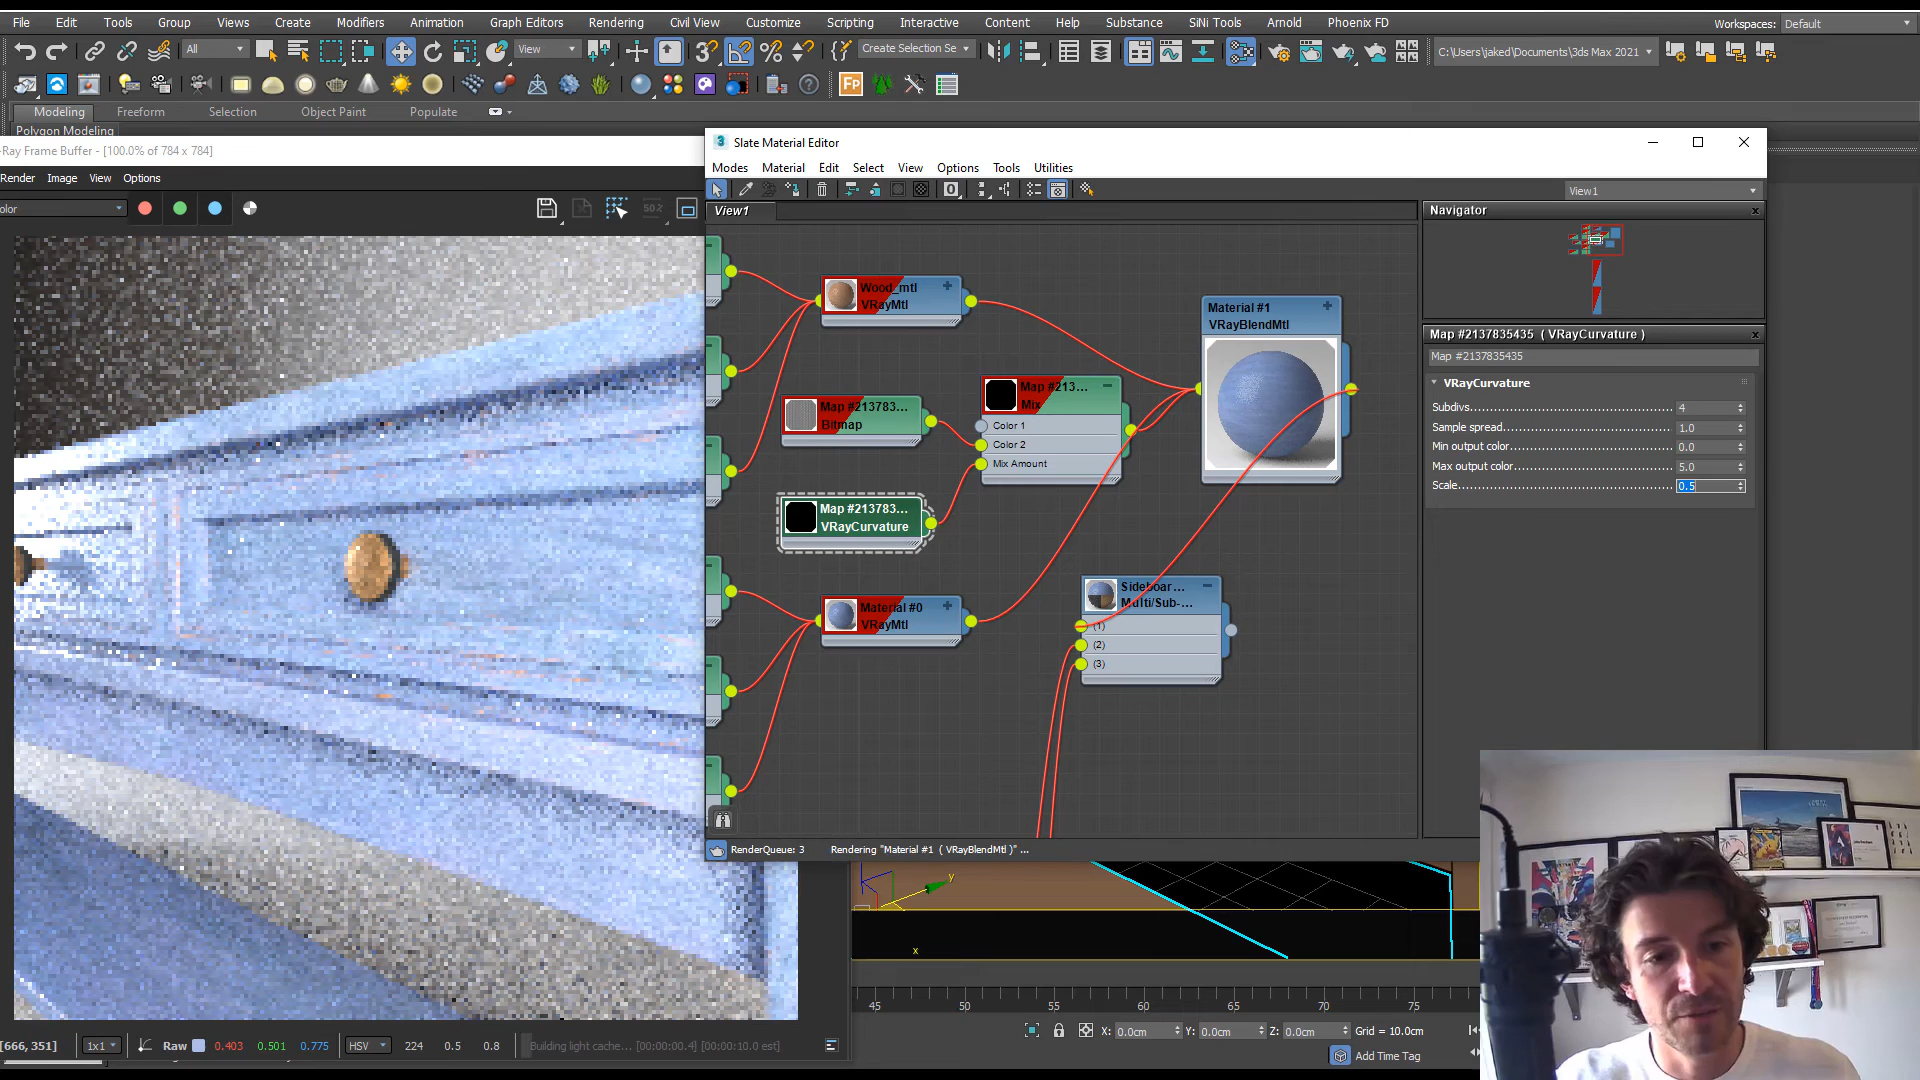 File Edit Tools Group Views Create Modifiers Animation Graph Editors Rendering Civil View Customize Scripting Interactive Content Help Substance SiNi Tools Arnold Phoenix FD
Workspaces: Default
All View Create Selection Se C:\Users\jaked\Documents\3ds Max 2021
Modeling Freeform Selection Object Paint Populate
Polygon Modeling
-Ray Frame Buffer - [100.0% of 784 x 784]
Render Image View Options
olor
50%
3 Slate Material Editor
Modes Material Edit Select View Options Tools Utilities
View1
View1
Navigator
Wood_mtl
VRayMtl
Map #213783...
Bitmap
Map #213783...
VRayCurvature
Material #0
VRayMtl
Map #213...
Mix
Color 1
Color 2
Mix Amount
Material #1
VRayBlendMtl
Sideboar...
Multi/Sub-...
(1)
(2)
(3)
Map #2137835435 ( VRayCurvature )
Map #2137835435
VRayCurvature
Subdivs 4
Sample spread 1.0
Min output color 0.0
Max output color 5.0
Scale 0.5
RenderQueue: 3 Rendering "Material #1 ( VRayBlendMtl )" ...
y
x
45 50 55 60 65 70 75
X: 0.0cm Y: 0.0cm Z: 0.0cm Grid = 10.0cm
Add Time Tag
[666, 351] 1x1 Raw 0.403 0.501 0.775 HSV 224 0.5 0.8 Building light cache... [00:00:00.4] [00:00:10.0 est]